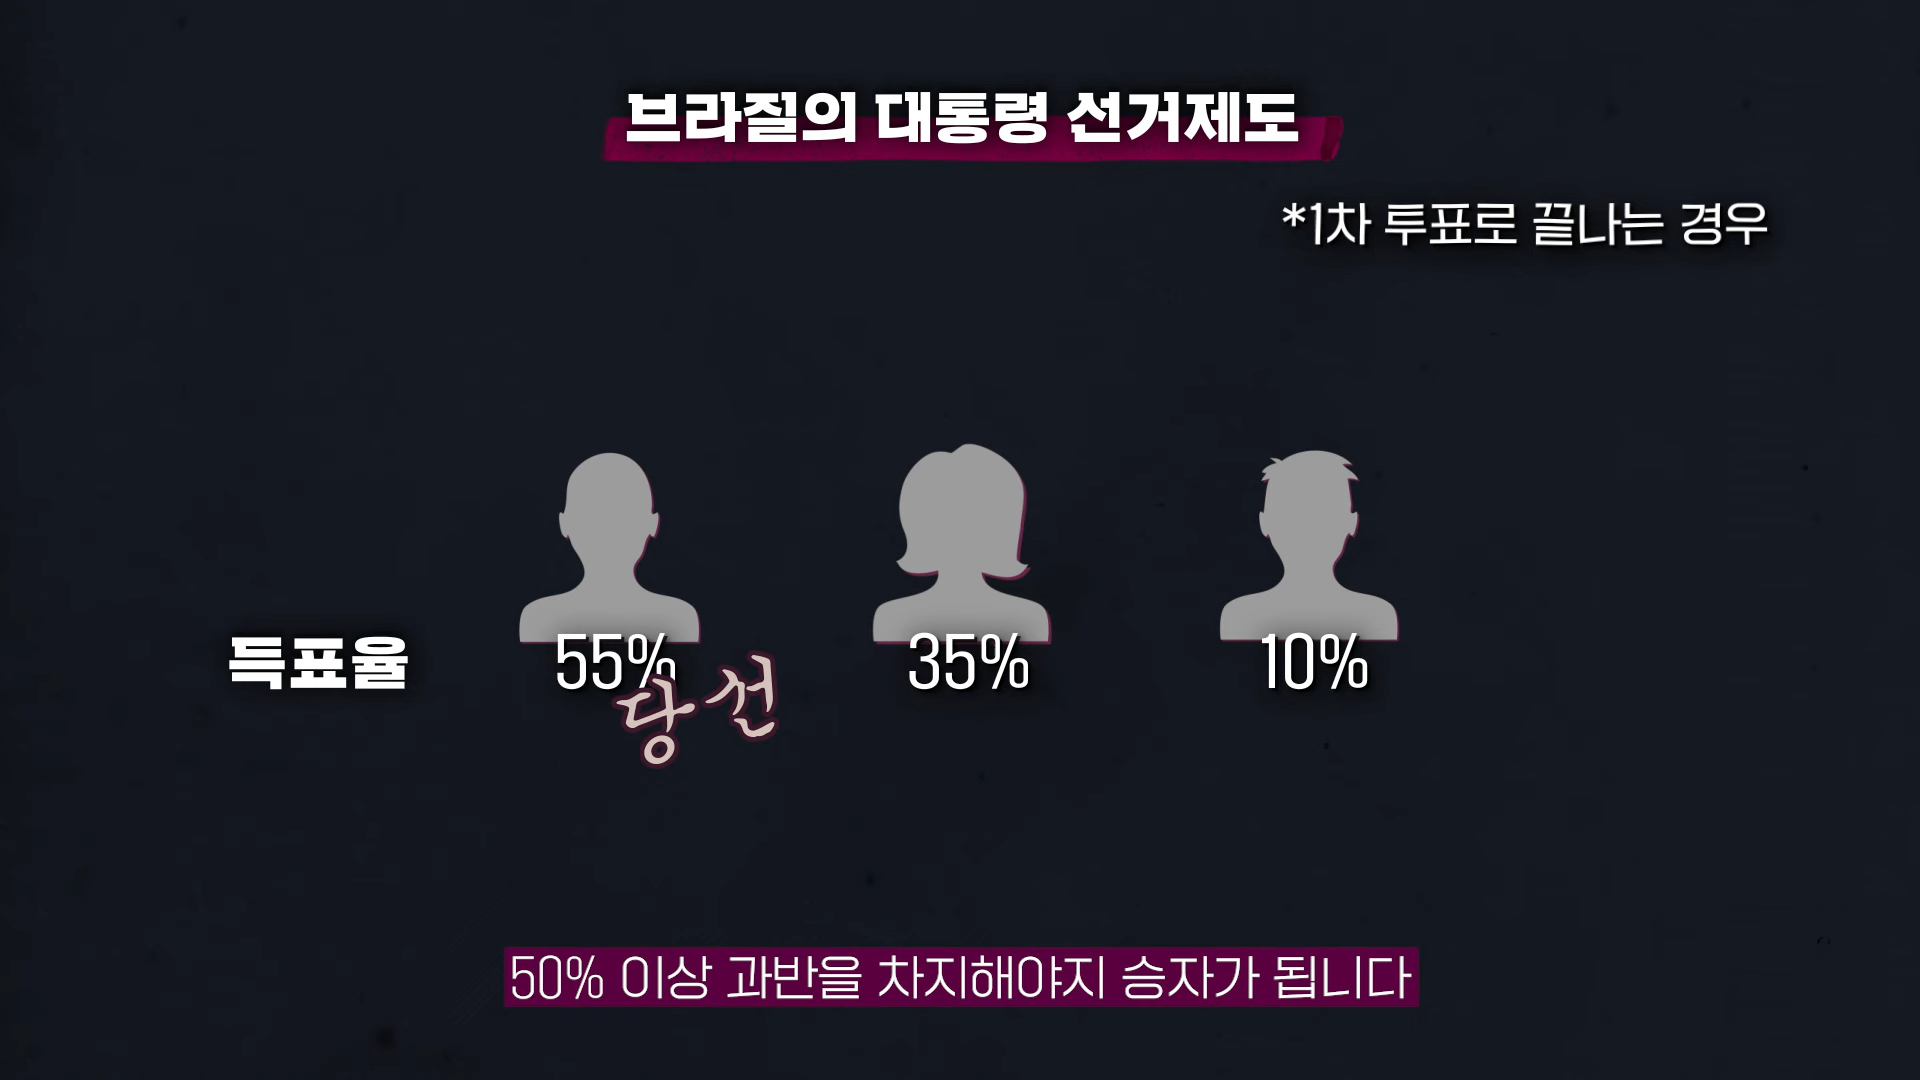 브라질의 대통령 선거제도
*1차 투표로 끝나는 경우
득표율 55% 35% 10%
당선
50% 이상 과반을 차지해야지 승자가 됩니다